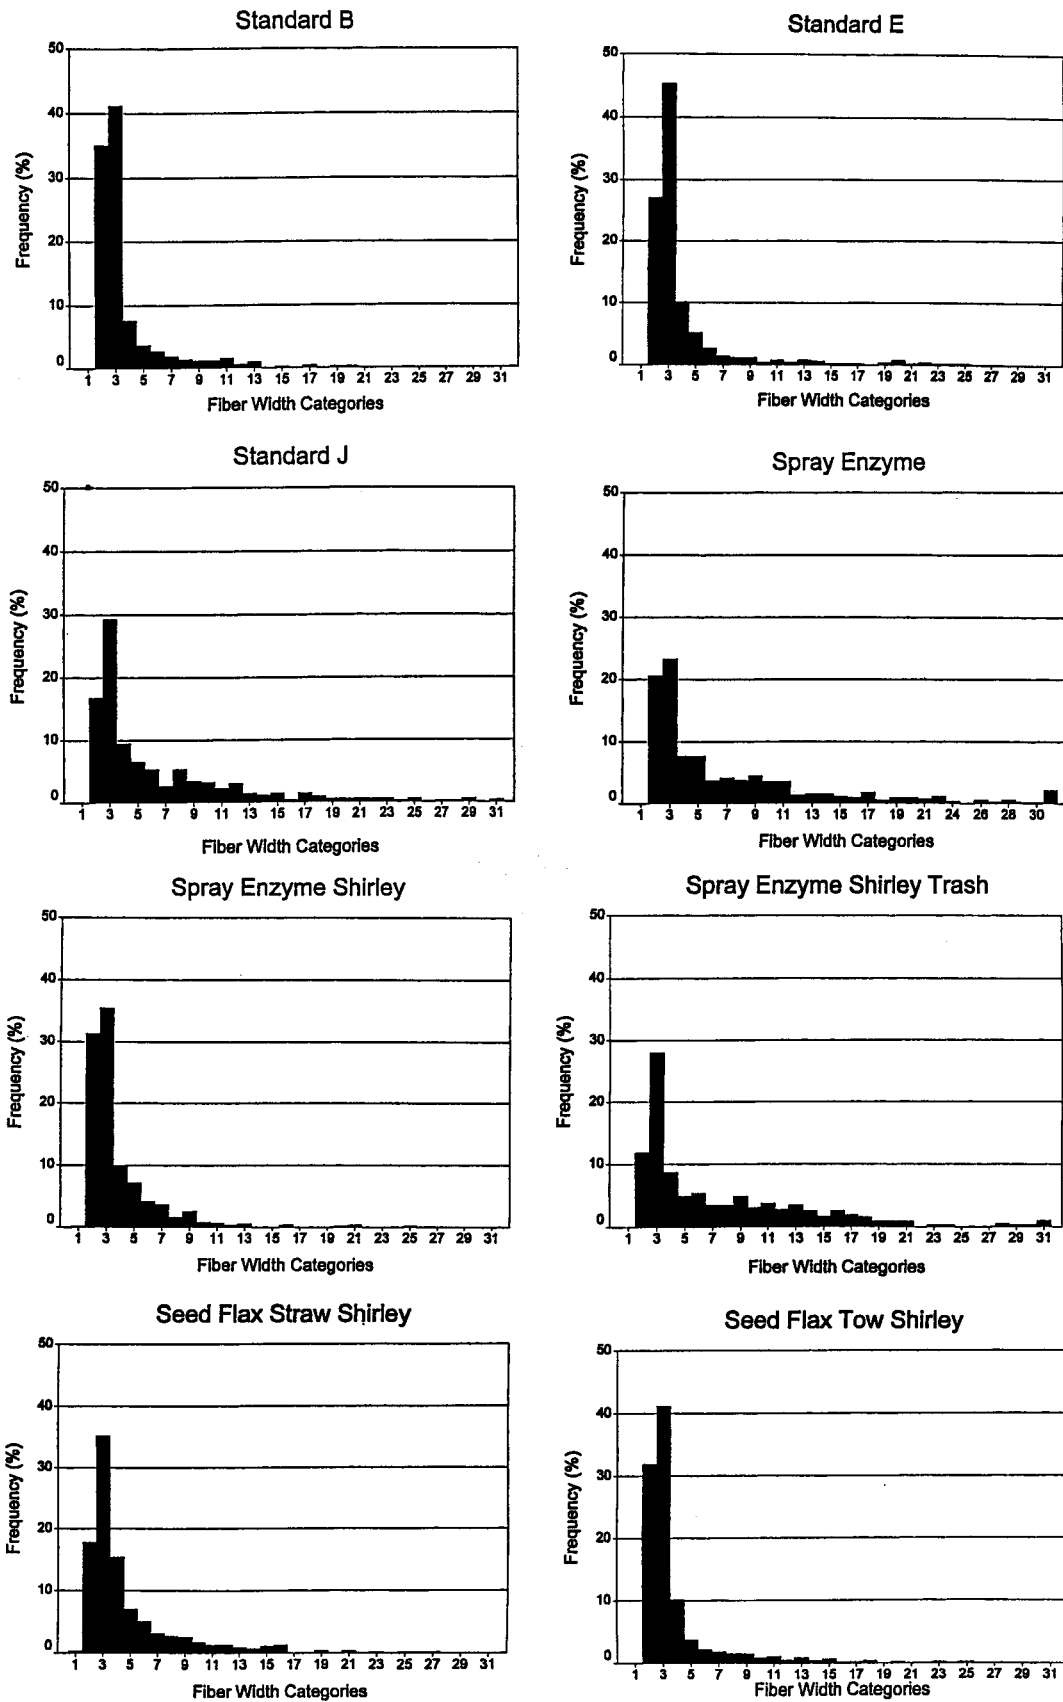 Standard B
50
40
30
20
10
0
Frequency (%)
1 3 5 7 9 11 13 15 17 19 21 23 25 27 29 31
Fiber Width Categories
Standard E
50
40
30
20
10
0
Frequency (%)
1 3 5 7 9 11 13 15 17 19 21 23 25 27 29 31
Fiber Width Categories
Standard J
50
40
30
20
10
0
Frequency (%)
1 3 5 7 9 11 13 15 17 19 21 23 25 27 29 31
Fiber Width Categories
Spray Enzyme
50
40
30
20
10
0
Frequency (%)
1 3 5 7 9 11 13 15 17 19 22 24 26 28 30
Fiber Width Categories
Spray Enzyme Shirley
50
40
30
20
10
0
Frequency (%)
1 3 5 7 9 11 13 15 17 19 21 23 25 27 29 31
Fiber Width Categories
Spray Enzyme Shirley Trash
50
40
30
20
10
0
Frequency (%)
1 3 5 7 9 11 13 15 17 19 21 23 25 27 29 31
Fiber Width Categories
Seed Flax Straw Shirley
50
40
30
20
10
0
Frequency (%)
1 3 5 7 9 11 13 15 17 19 21 23 25 27 29 31
Fiber Width Categories
Seed Flax Tow Shirley
50
40
30
20
10
0
Frequency (%)
1 3 5 7 9 11 13 15 17 19 21 23 25 27 29 31
Fiber Width Categories